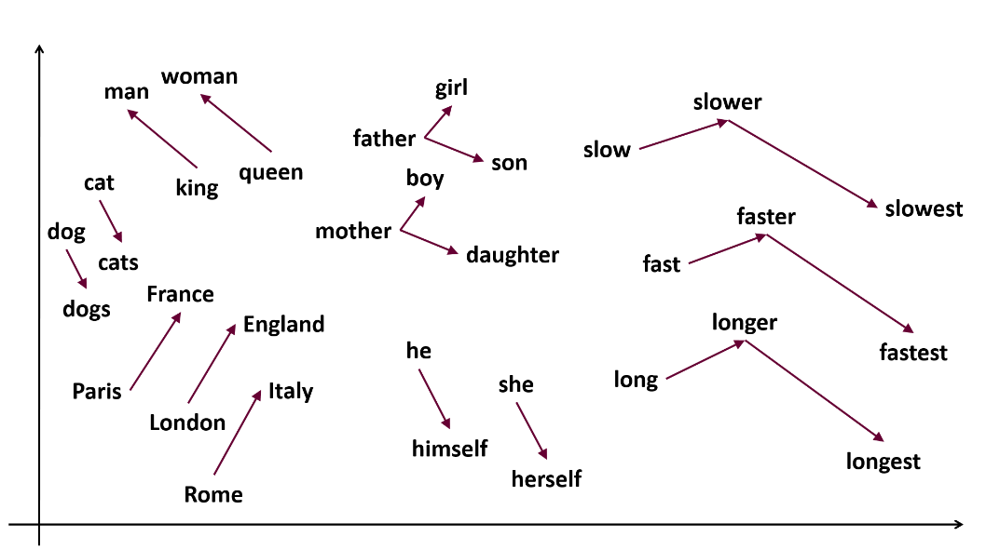 woman
man
king
queen
cat
dog
cats
dogs
France
England
Paris
London
Italy
Rome
girl
father
son
boy
mother
daughter
he
she
himself
herself
slower
slow
slowest
faster
fast
fastest
longer
long
longest